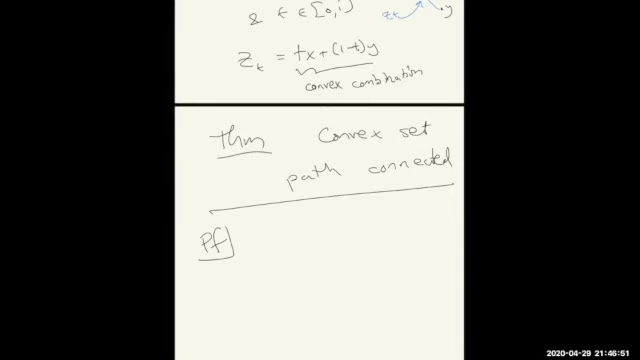 & t ∈ [0,1]
zt .y
Z_t = tx + (1-t)y
convex combination
Thm Convex set
path connected
Pf
2020-04-29 21:46:51